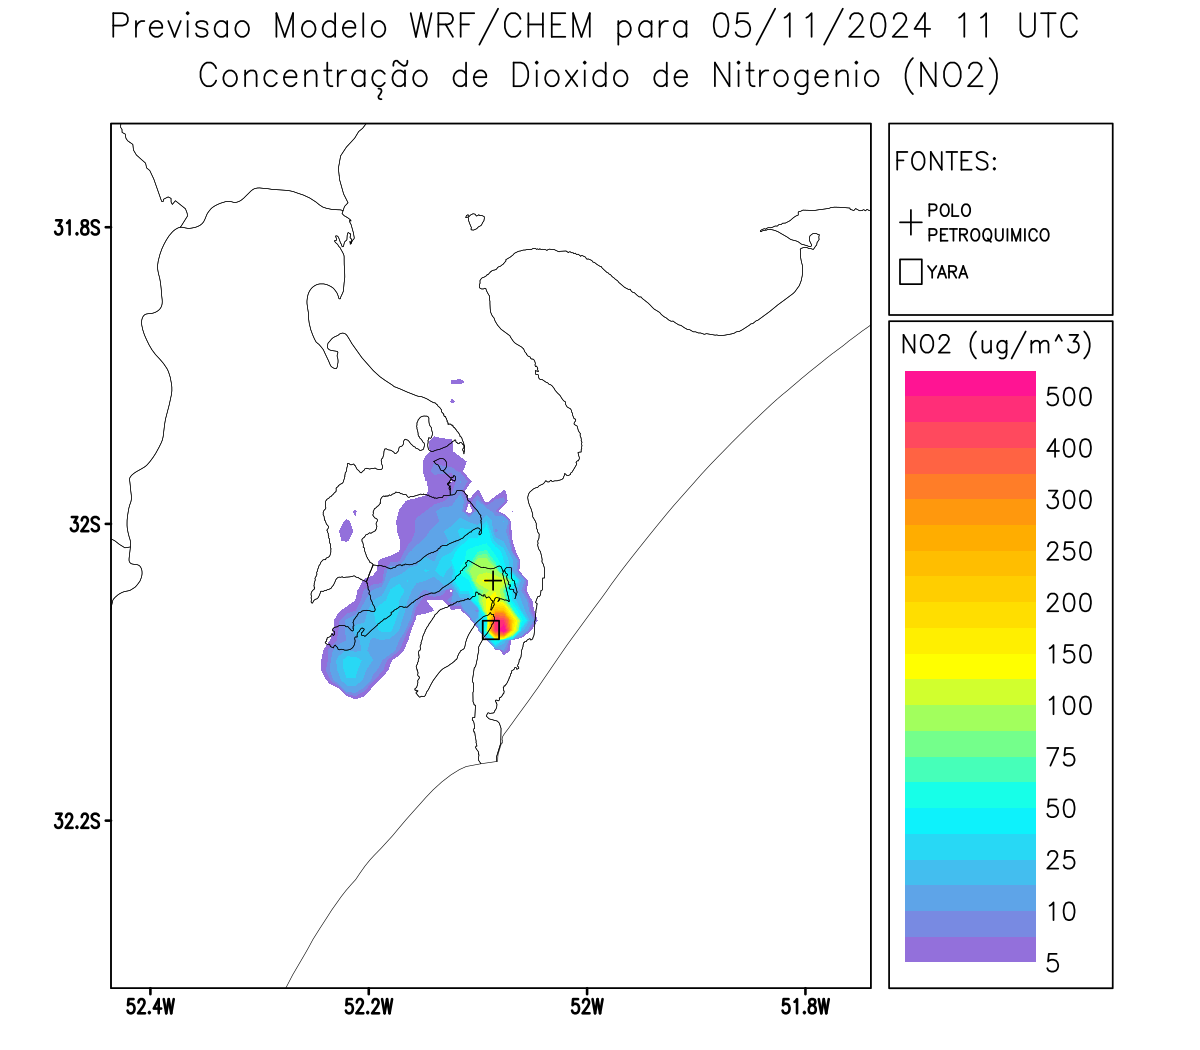 Previsao Modelo WRF/CHEM para 05/11/2024 11 UTC
Concentração de Dioxido de Nitrogenio (NO2)
FONTES:
POLO
PETROQUIMICO
YARA
NO2 (ug/m^3)
500
400
300
250
200
150
100
75
50
25
10
5
31.8S
32S
32.2S
52.4W
52.2W
52W
51.8W